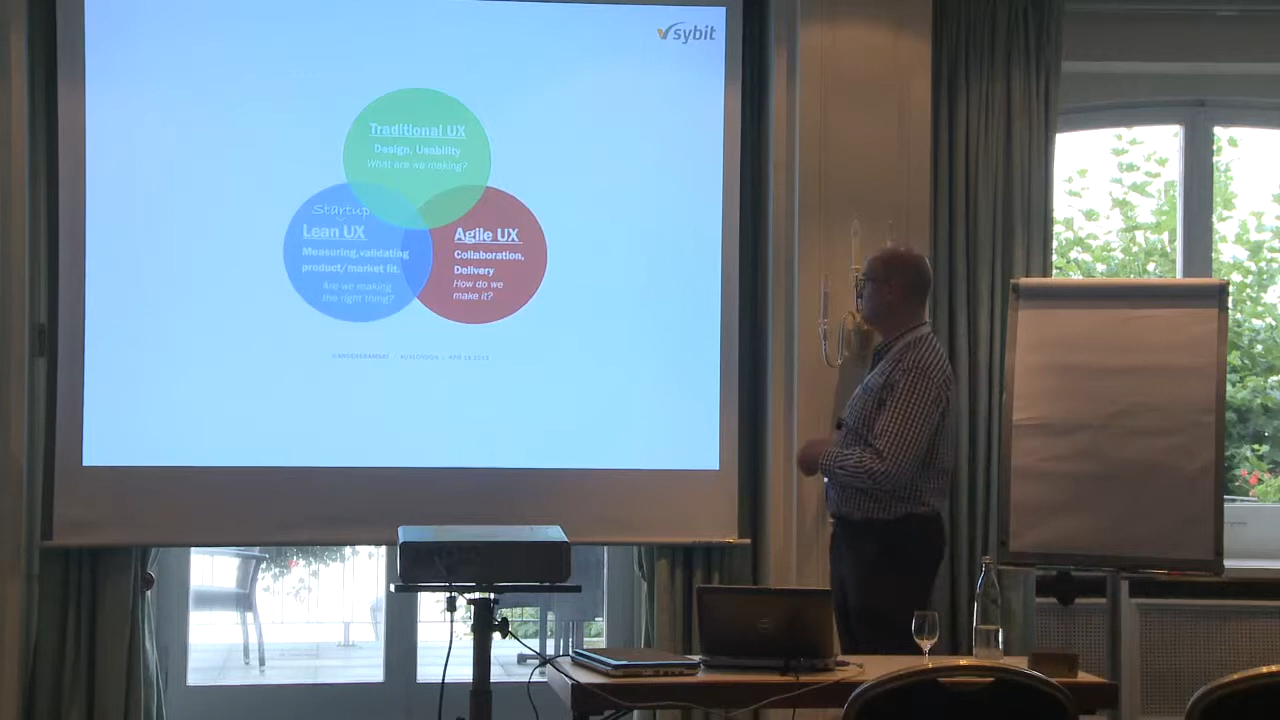 sybit
Traditional UX
Design, Usability
What are we making?
Startup
Lean UX
Measuring,validating
product/market fit.
Are we making
the right thing?
Agile UX
Collaboration,
Delivery
How do we
make it?